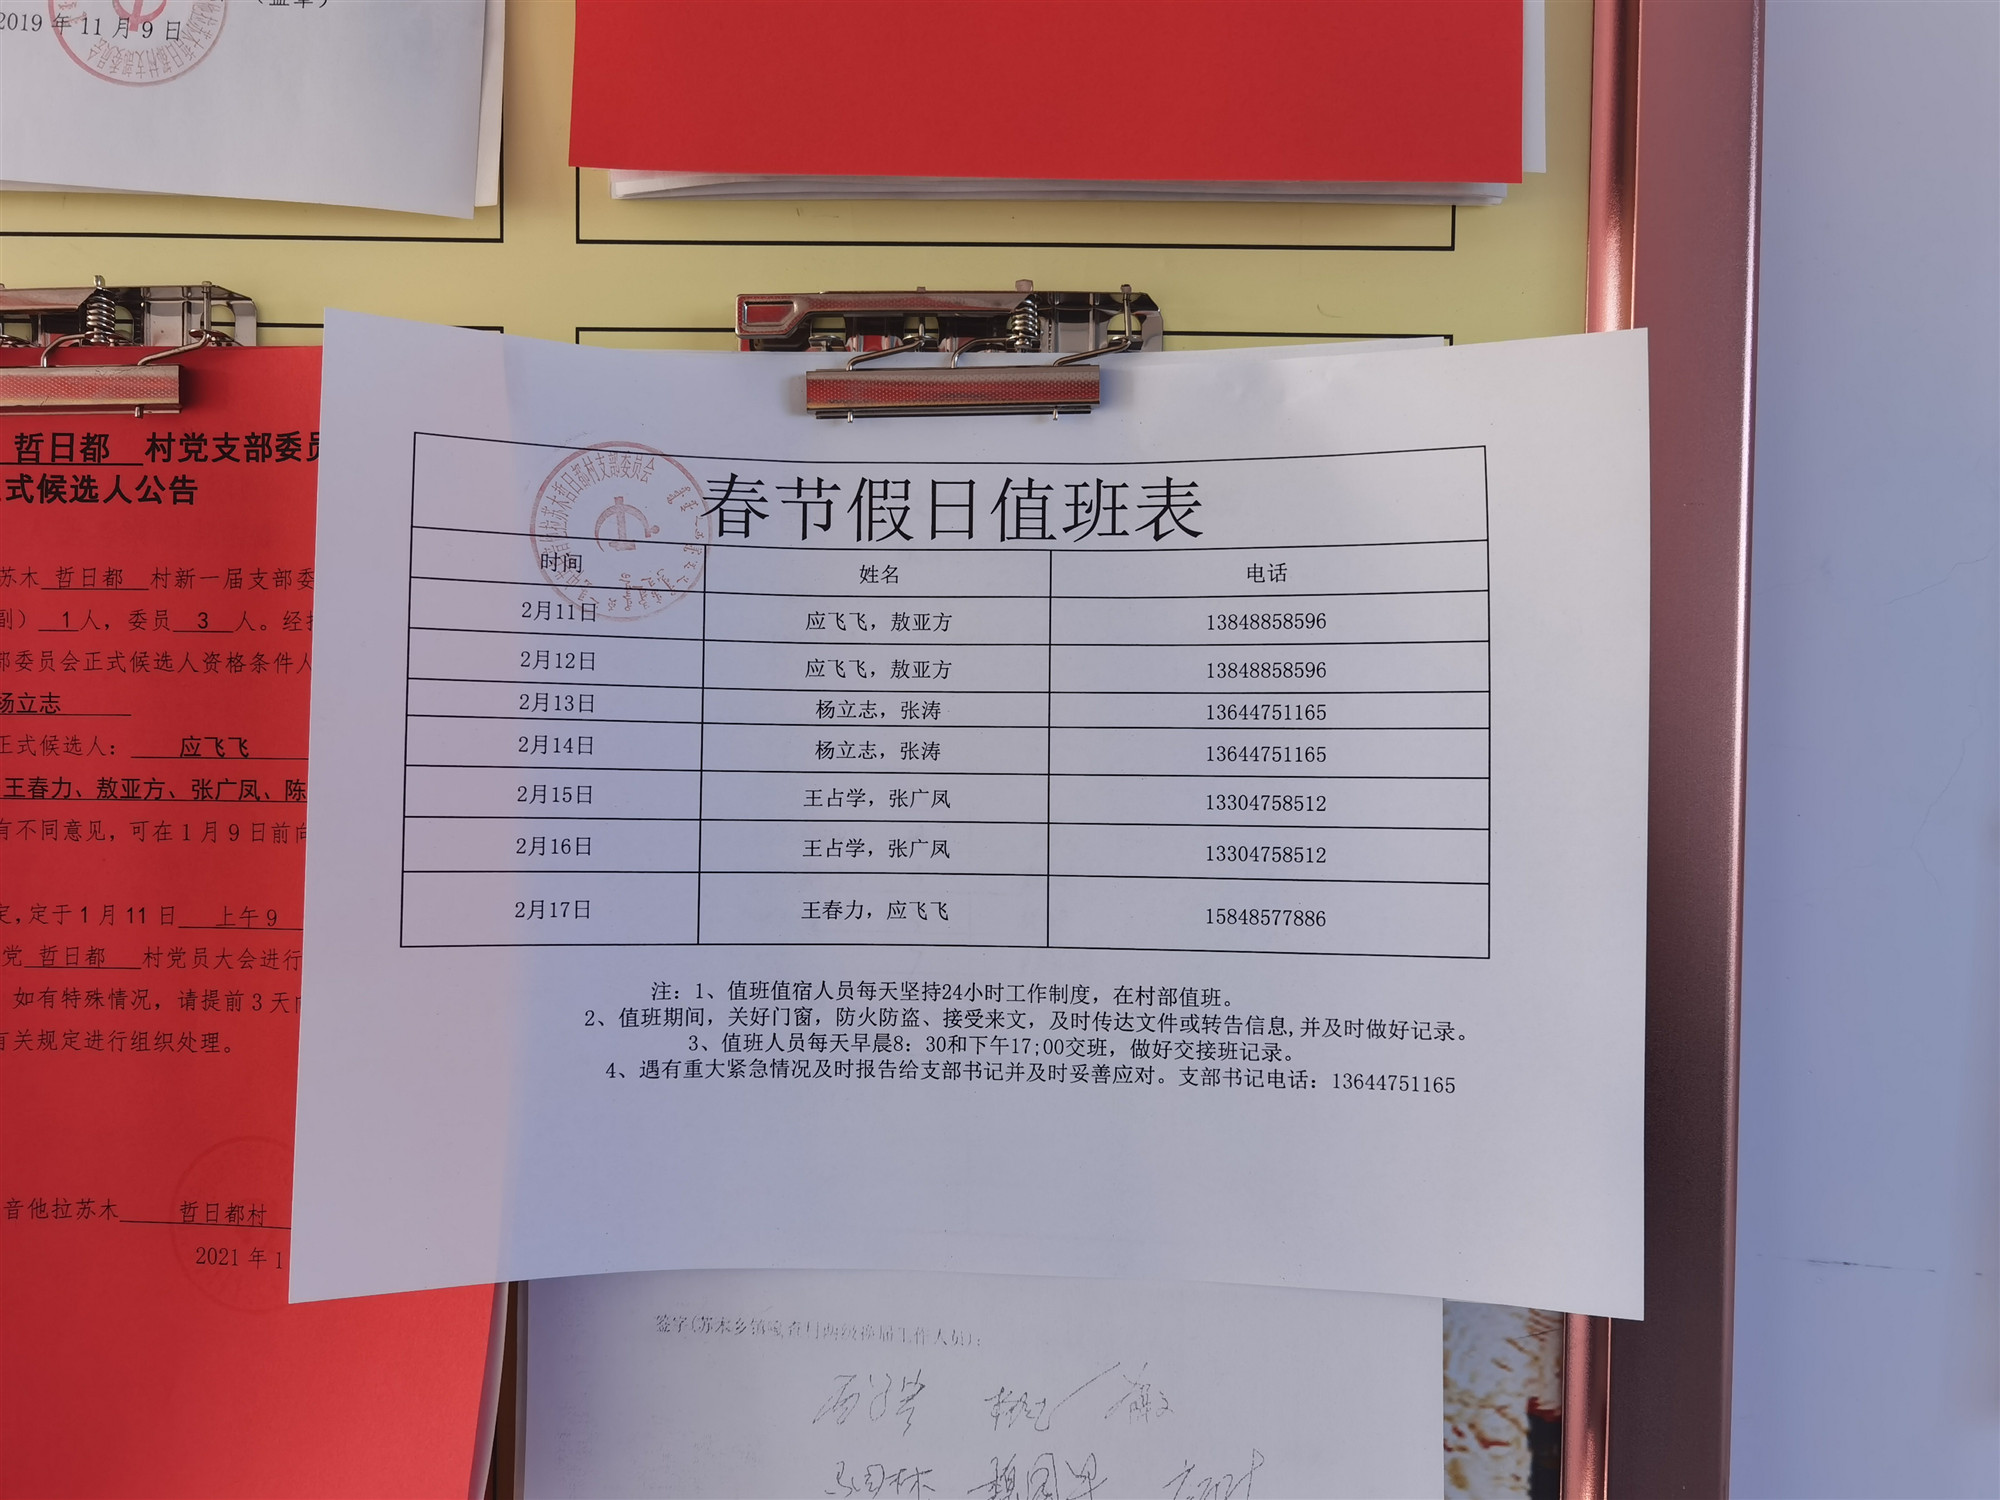 2019 年 11 月 9 日
哲日都 村党支部委员
式候选人公告
苏木 哲日都 村新一届支部委
副） 1 人，委员 3 人。经
部委员会正式候选人资格条件人
杨立志
正式候选人： 应飞飞
王春力、敖亚方、张广凤、陈
有不同意见，可在 1 月 9 日前向
定，定于 1 月 11 日 上午 9
党 哲日都 村党员大会进行
如有特殊情况，请提前 3 天
有关规定进行组织处理。
音他拉苏木 哲日都村
2021 年 1
春节假日值班表
时间 姓名 电话
2月11日 应飞飞，敖亚方 13848858596
2月12日 应飞飞，敖亚方 13848858596
2月13日 杨立志，张涛 13644751165
2月14日 杨立志，张涛 13644751165
2月15日 王占学，张广凤 13304758512
2月16日 王占学，张广凤 13304758512
2月17日 王春力，应飞飞 15848577886
注：1、值班值宿人员每天坚持24小时工作制度，在村部值班。
2、值班期间，关好门窗，防火防盗、接受来文，及时传达文件或转告信息,并及时做好记录。
3、值班人员每天早晨8：30和下午17;00交班，做好交接班记录。
4、遇有重大紧急情况及时报告给支部书记并及时妥善应对。支部书记电话：13644751165
哲日都村支部委员会